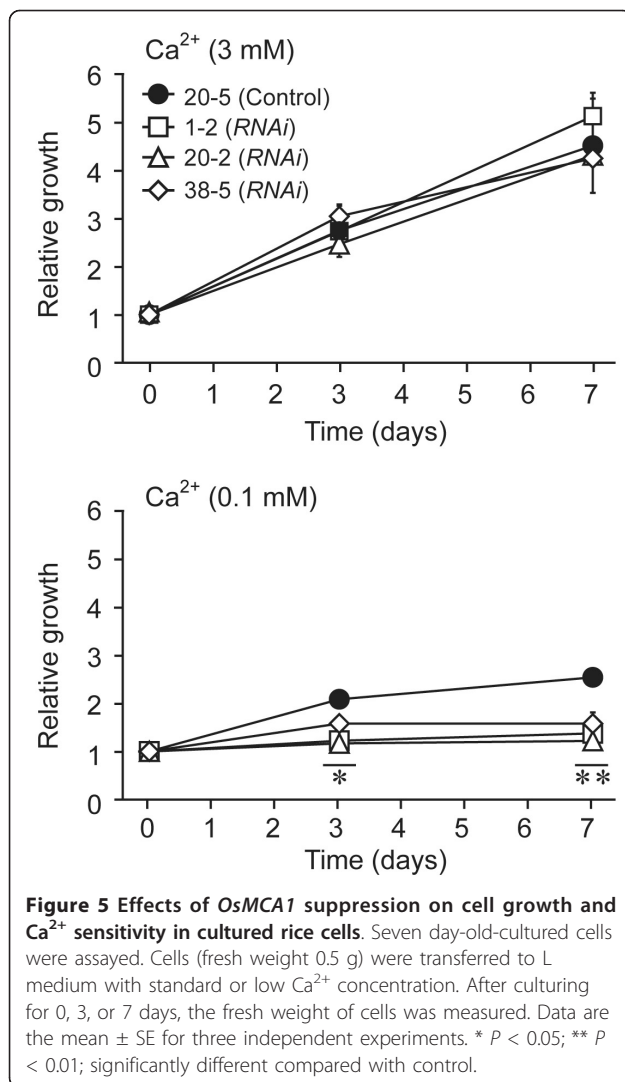 Ca²⁺ (3 mM)
6
5
4
3
2
1
0
Relative growth
20-5 (Control)
1-2 (RNAi)
20-2 (RNAi)
38-5 (RNAi)
0 1 2 3 4 5 6 7
Time (days)
Ca²⁺ (0.1 mM)
6
5
4
3
2
1
0
Relative growth
* **
0 1 2 3 4 5 6 7
Time (days)
Figure 5 Effects of OsMCA1 suppression on cell growth and
Ca²⁺ sensitivity in cultured rice cells. Seven day-old-cultured cells
were assayed. Cells (fresh weight 0.5 g) were transferred to L
medium with standard or low Ca²⁺ concentration. After culturing
for 0, 3, or 7 days, the fresh weight of cells was measured. Data are
the mean ± SE for three independent experiments. * P < 0.05; ** P
< 0.01; significantly different compared with control.